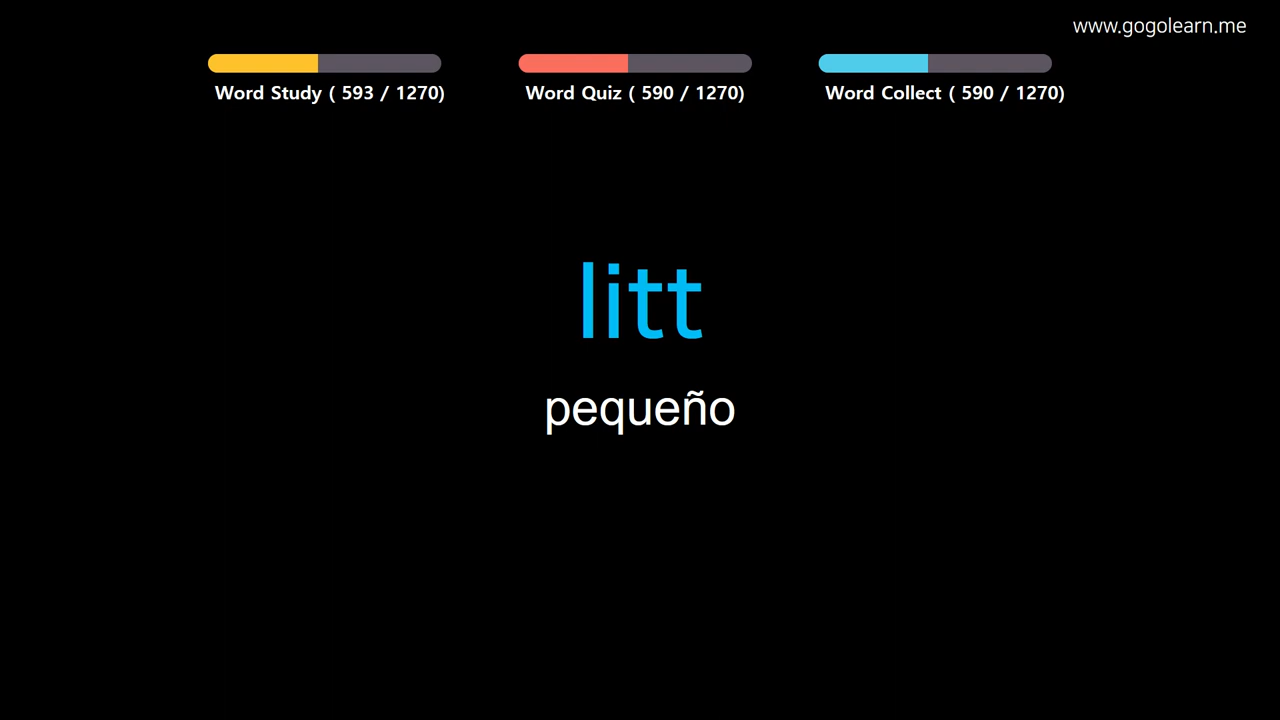 www.gogolearn.me
Word Study ( 593 / 1270)
Word Quiz ( 590 / 1270)
Word Collect ( 590 / 1270)
litt
pequeño